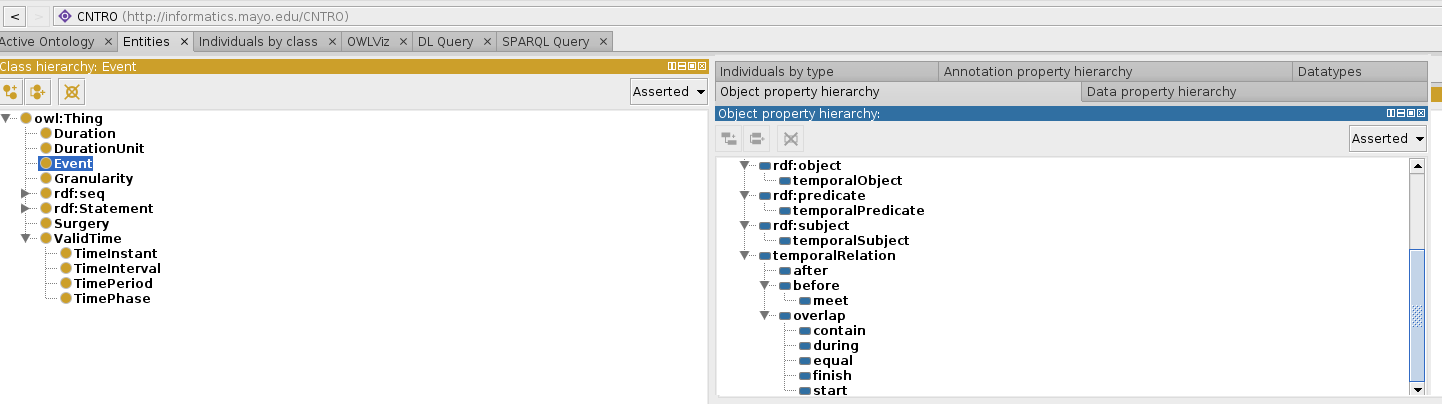 < > CNTRO (http://informatics.mayo.edu/CNTRO)
Active Ontology × Entities × Individuals by class × OWLViz × DL Query × SPARQL Query ×
Class hierarchy: Event
Asserted
owl:Thing
Duration
DurationUnit
Event
Granularity
rdf:seq
rdf:Statement
Surgery
ValidTime
TimeInstant
TimeInterval
TimePeriod
TimePhase
Individuals by type Annotation property hierarchy Datatypes
Object property hierarchy Data property hierarchy
Object property hierarchy:
Asserted
rdf:object
temporalObject
rdf:predicate
temporalPredicate
rdf:subject
temporalSubject
temporalRelation
after
before
meet
overlap
contain
during
equal
finish
start